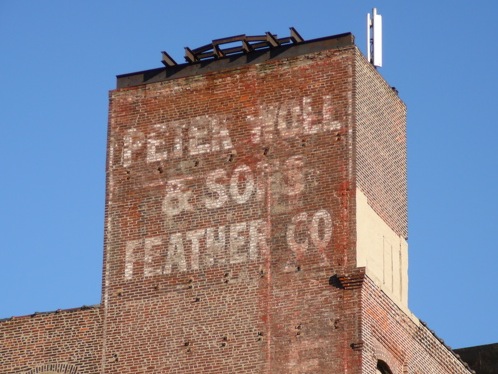 PETER WOLL
& SONS
FEATHER CO